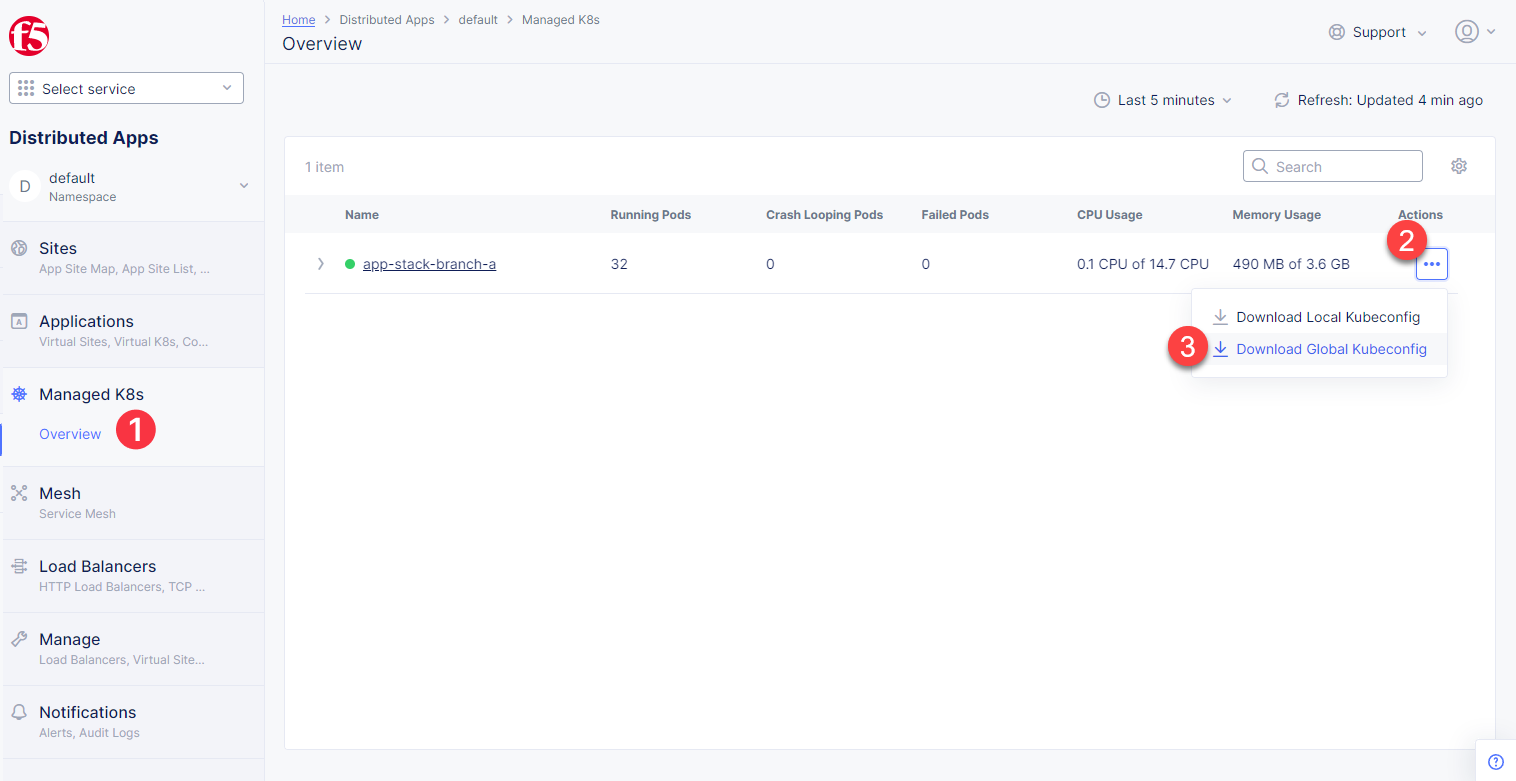 f5
Select service
Distributed Apps
D
default
Namespace
Sites
App Site Map, App Site List, ...
Applications
Virtual Sites, Virtual K8s, Co...
Managed K8s
Overview
1
Mesh
Service Mesh
Load Balancers
HTTP Load Balancers, TCP ...
Manage
Load Balancers, Virtual Site...
Notifications
Alerts, Audit Logs
Home > Distributed Apps > default > Managed K8s
Overview
Support
Last 5 minutes
Refresh: Updated 4 min ago
1 item
Search
Name Running Pods Crash Looping Pods Failed Pods CPU Usage Memory Usage Actions
2
app-stack-branch-a 32 0 0 0.1 CPU of 14.7 CPU 490 MB of 3.6 GB
Download Local Kubeconfig
3 Download Global Kubeconfig